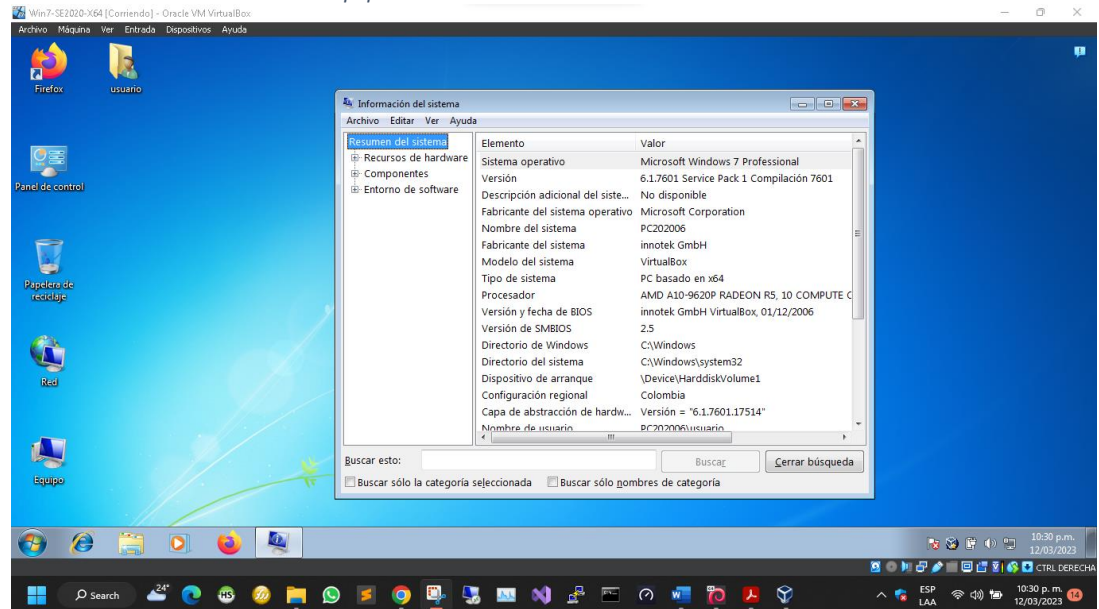 Win7-SE2020-X64 [Corriendo] - Oracle VM VirtualBox
Archivo Máquina Ver Entrada Dispositivos Ayuda
Firefox
usuario
Panel de control
Papelera de
reciclaje
Red
Equipo
Información del sistema
Archivo Editar Ver Ayuda
Resumen del sistema
Recursos de hardware
Componentes
Entorno de software
Elemento Valor
Sistema operativo Microsoft Windows 7 Professional
Versión 6.1.7601 Service Pack 1 Compilación 7601
Descripción adicional del siste... No disponible
Fabricante del sistema operativo Microsoft Corporation
Nombre del sistema PC202006
Fabricante del sistema innotek GmbH
Modelo del sistema VirtualBox
Tipo de sistema PC basado en x64
Procesador AMD A10-9620P RADEON R5, 10 COMPUTE C
Versión y fecha de BIOS innotek GmbH VirtualBox, 01/12/2006
Versión de SMBIOS 2.5
Directorio de Windows C:\Windows
Directorio del sistema C:\Windows\system32
Dispositivo de arranque \Device\HarddiskVolume1
Configuración regional Colombia
Capa de abstracción de hardw... Versión = "6.1.7601.17514"
Nombre de usuario PC202006\usuario
Buscar esto: Buscar Cerrar búsqueda
Buscar sólo la categoría seleccionada Buscar sólo nombres de categoría
10:30 p.m.
12/03/2023
CTRL DERECHA
Search 24° HS
ESP
LAA
10:30 p. m.
12/03/2023
14